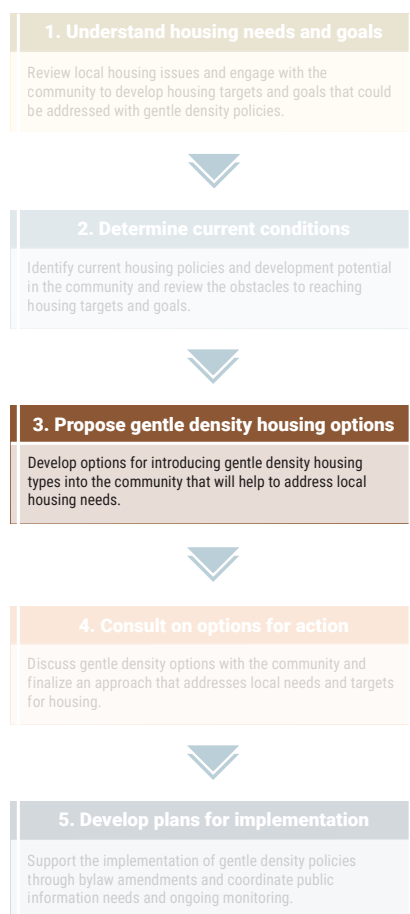 1. Understand housing needs and goals
Review local housing issues and engage with the
community to develop housing targets and goals that could
be addressed with gentle density policies.
2. Determine current conditions
Identify current housing policies and development potential
in the community and review the obstacles to reaching
housing targets and goals.
3. Propose gentle density housing options
Develop options for introducing gentle density housing
types into the community that will help to address local
housing needs.
4. Consult on options for action
Discuss gentle density options with the community and
finalize an approach that addresses local needs and targets
for housing.
5. Develop plans for implementation
Support the implementation of gentle density policies
through bylaw amendments and coordinate public
information needs and ongoing monitoring.